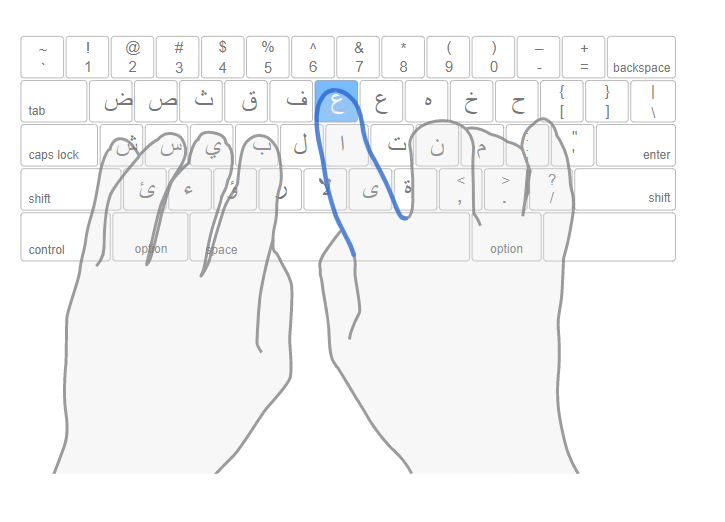 ~ ! @ # $ % ^ & * ( ) – +
` 1 2 3 4 5 6 7 8 9 0 - = backspace
{ } |
tab ض ص ث ق ف ع ع ه خ ح [ ] \
: "
caps lock ش س ي ب ل ا ت ن م ; ' enter
< > ?
shift ئ ء ؤ ر لا ى ة , . / shift
control option space option